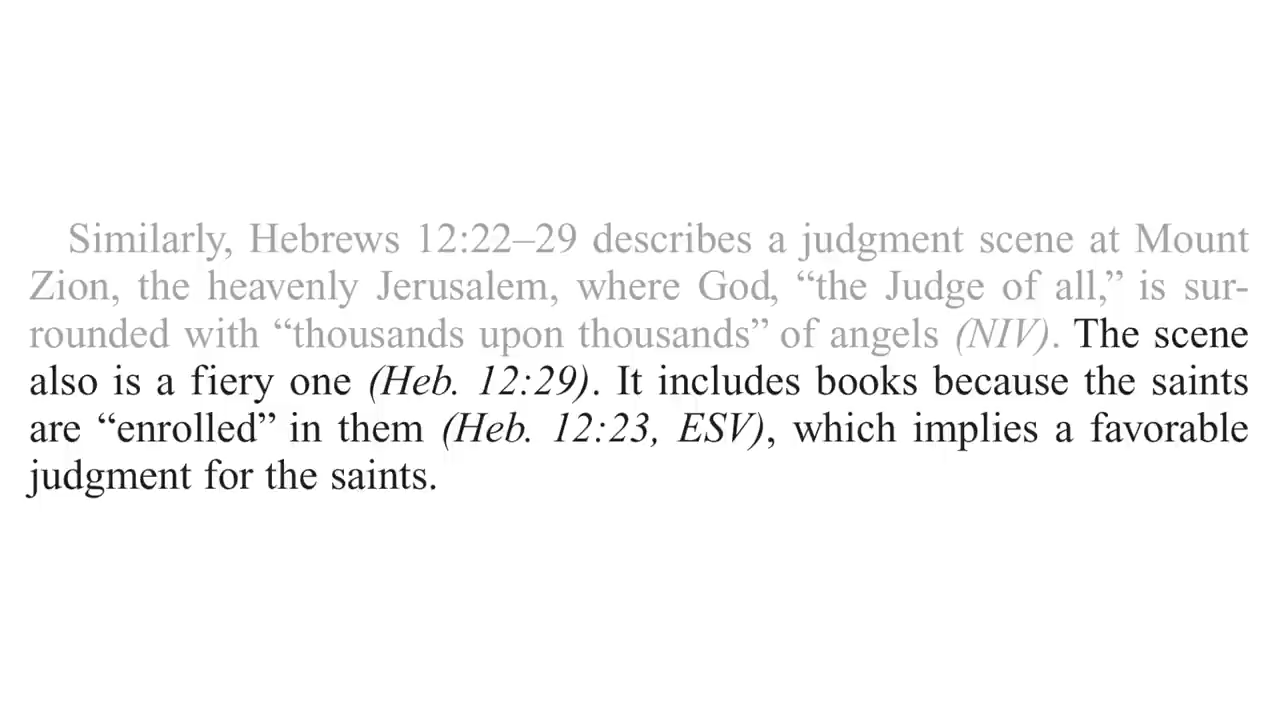 Similarly, Hebrews 12:22–29 describes a judgment scene at Mount
Zion, the heavenly Jerusalem, where God, “the Judge of all,” is sur-
rounded with “thousands upon thousands” of angels (NIV). The scene
also is a fiery one (Heb. 12:29). It includes books because the saints
are “enrolled” in them (Heb. 12:23, ESV), which implies a favorable
judgment for the saints.